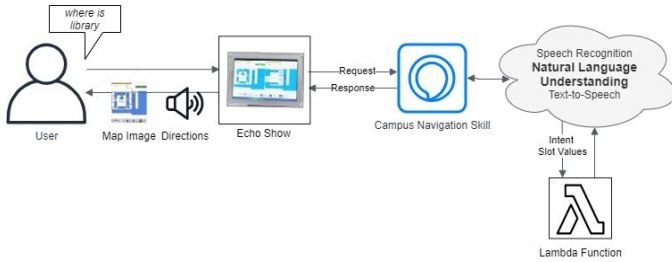 where is
library
User
Map Image
Directions
Echo Show
Request
Response
Campus Navigation Skill
Speech Recognition
Natural Language
Understanding
Text-to-Speech
Intent
Slot Values
Lambda Function